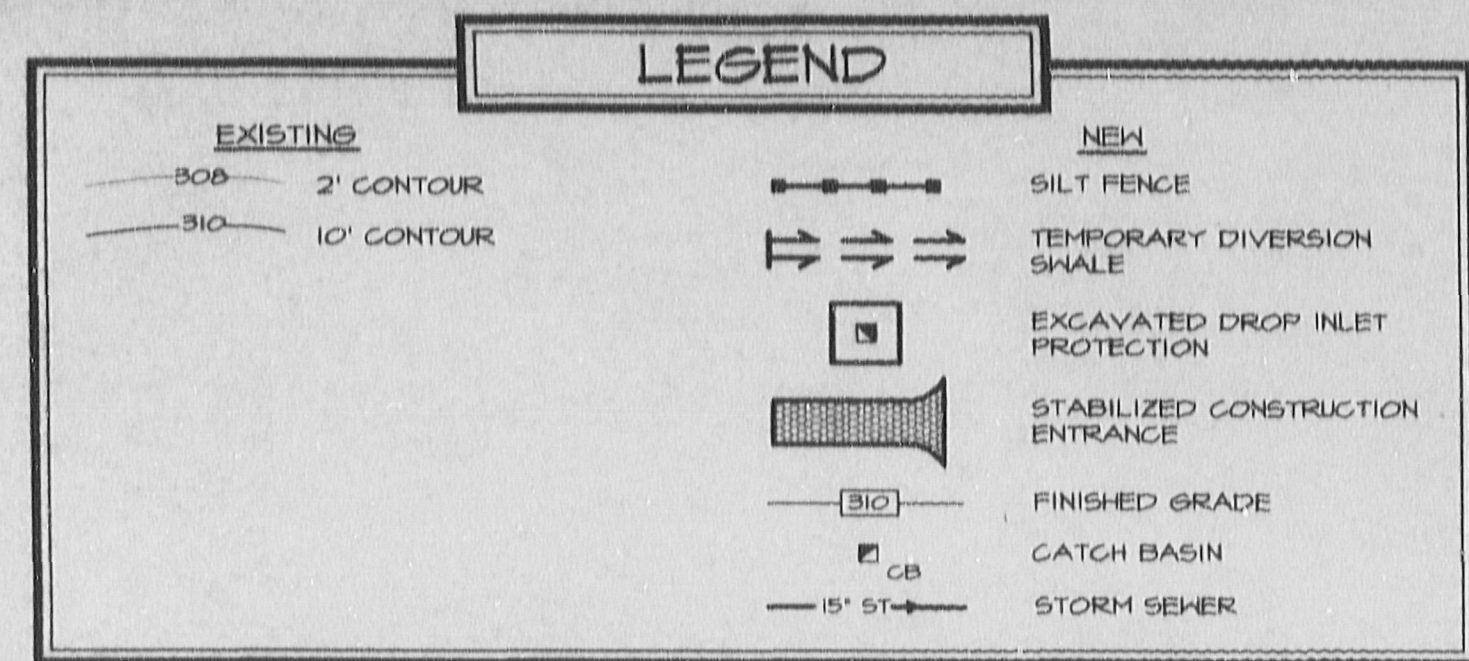 LEGEND
EXISTING
308 2' CONTOUR
310 10' CONTOUR
NEW
SILT FENCE
TEMPORARY DIVERSION
SWALE
EXCAVATED DROP INLET
PROTECTION
STABILIZED CONSTRUCTION
ENTRANCE
310 FINISHED GRADE
CB CATCH BASIN
15" ST STORM SEWER